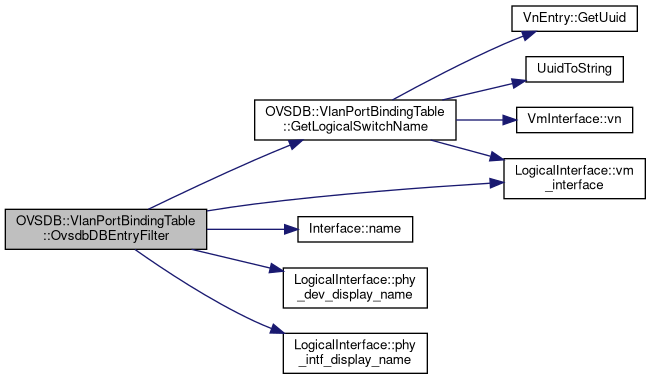 VnEntry::GetUuid
UuidToString
OVSDB::VlanPortBindingTable
::GetLogicalSwitchName
VmInterface::vn
LogicalInterface::vm
_interface
OVSDB::VlanPortBindingTable
::OvsdbDBEntryFilter
Interface::name
LogicalInterface::phy
_dev_display_name
LogicalInterface::phy
_intf_display_name